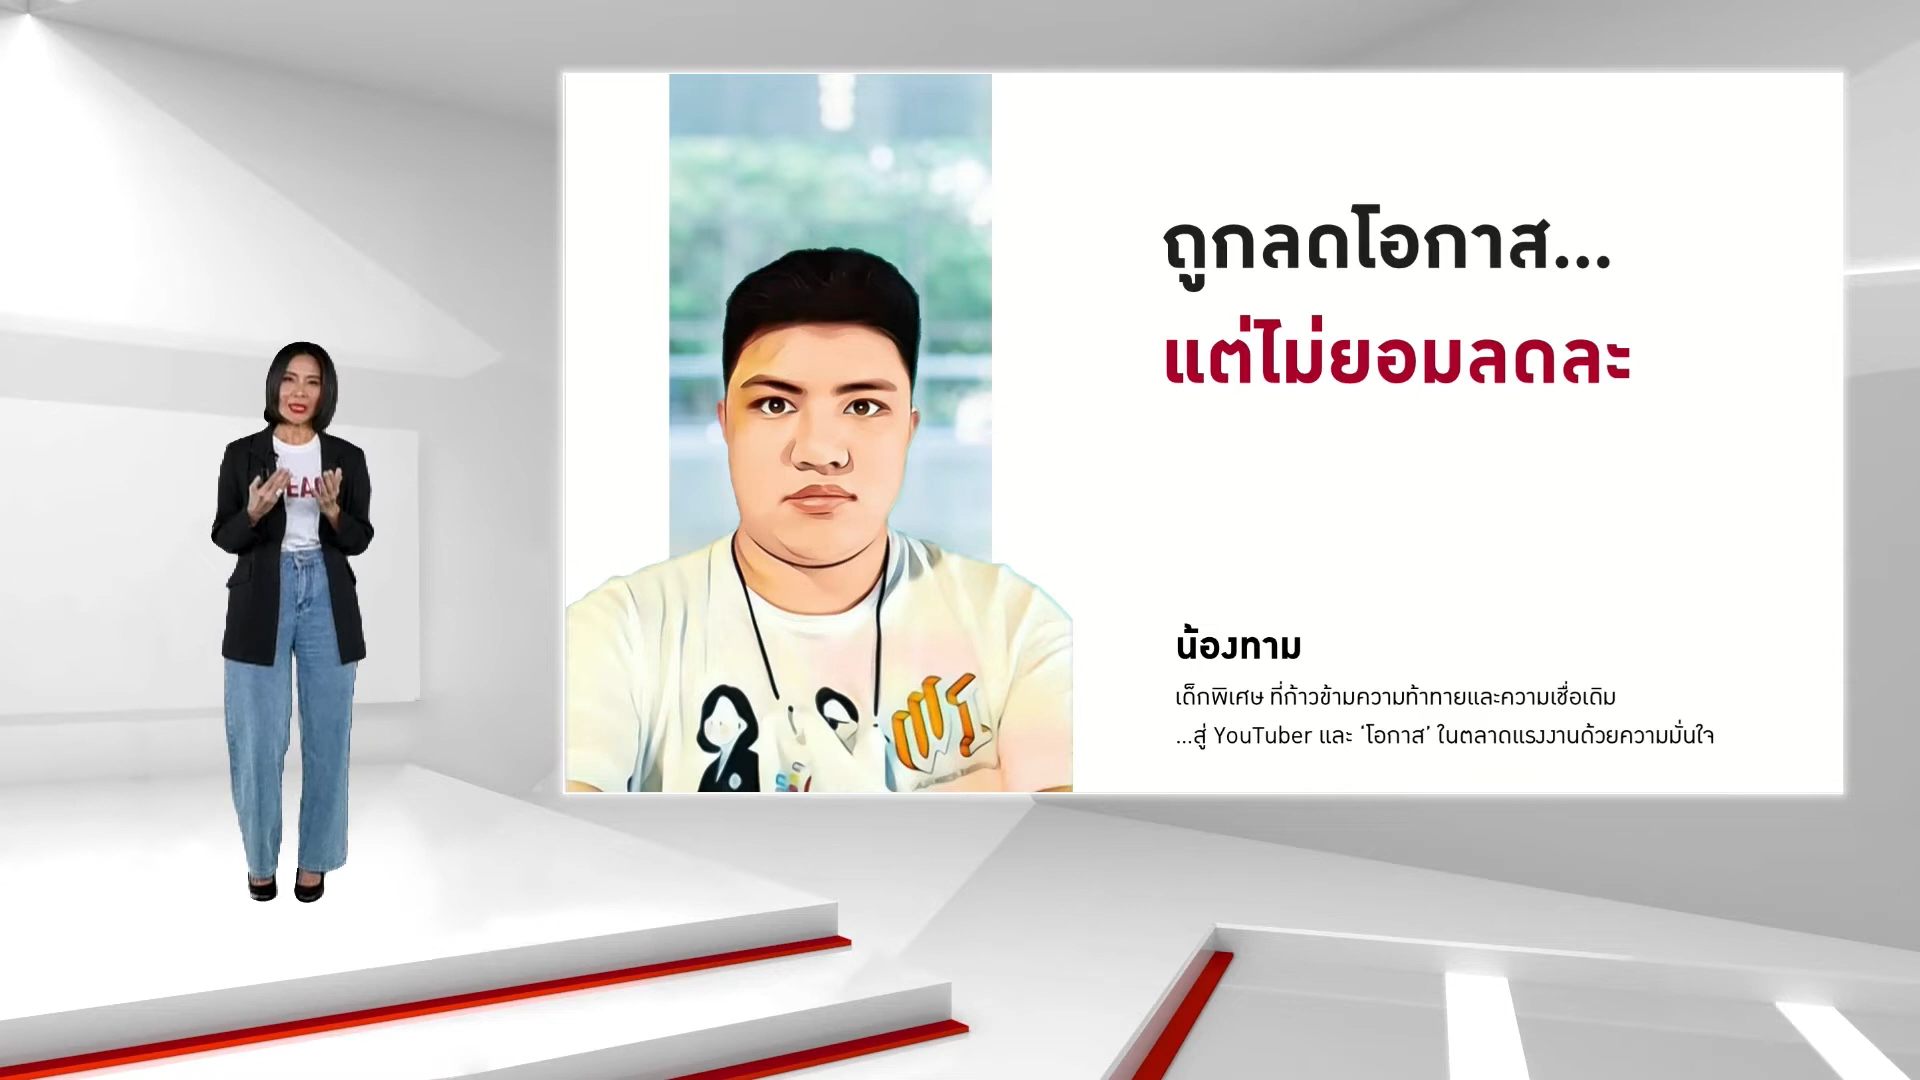 ถูกลดโอกาส...
แต่ไม่ยอมลดละ
น้องทาม
เด็กพิเศษ ที่ก้าวข้ามความท้าทายและความเชื่อเดิม
...สู่ YouTuber และ ‘โอกาส’ ในตลาดแรงงานด้วยความมั่นใจ